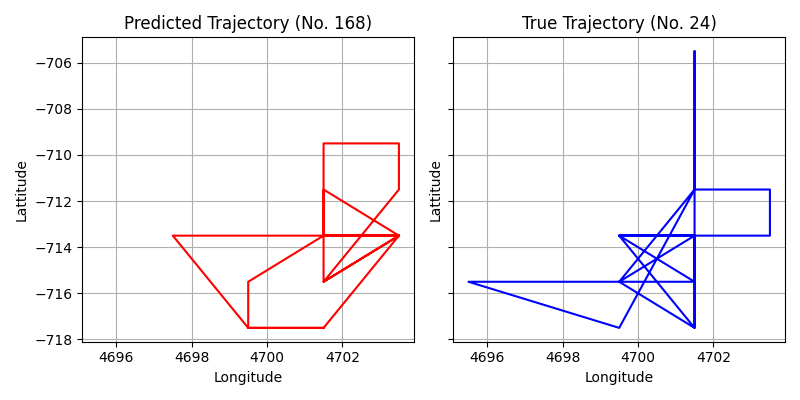 Predicted Trajectory (No. 168)
True Trajectory (No. 24)
Lattitude
−706
−708
−710
−712
−714
−716
−718
4696
4698
4700
4702
Longitude
Lattitude
4696
4698
4700
4702
Longitude